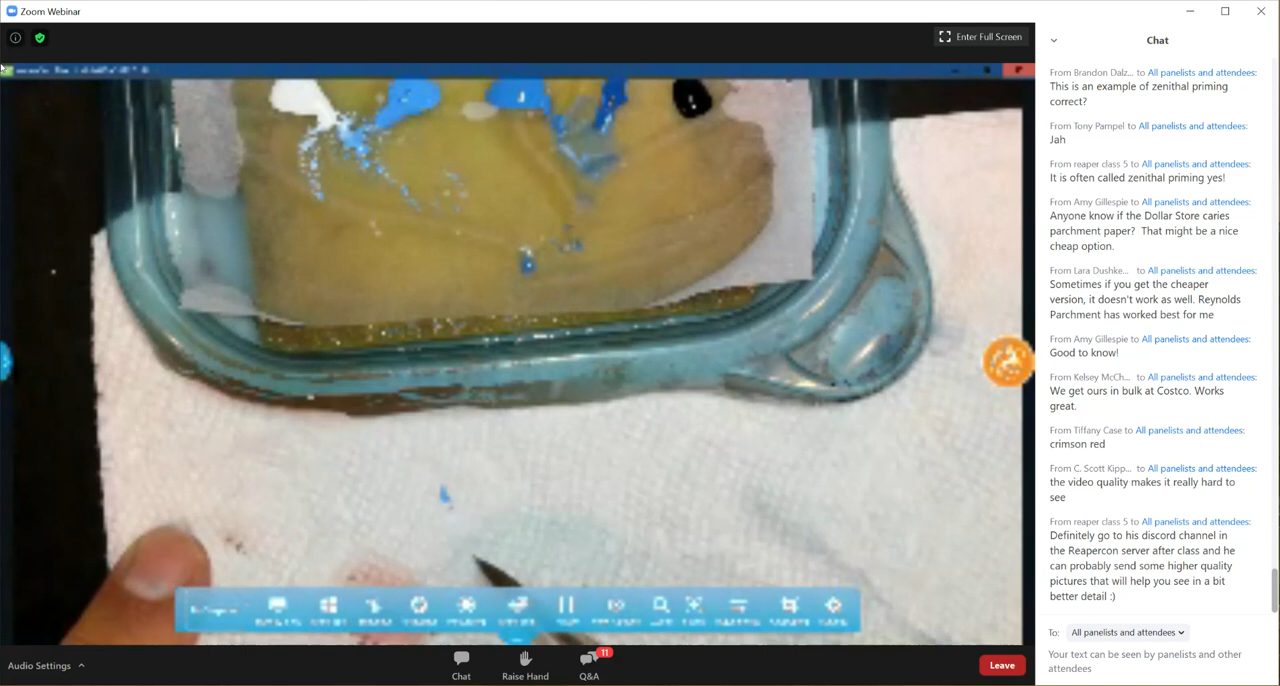 Zoom Webinar
Enter Full Screen
Chat
From Brandon Dalz... to All panelists and attendees:
This is an example of zenithal priming
correct?
From Tony Pampel to All panelists and attendees:
Jah
From reaper class 5 to All panelists and attendees:
It is often called zenithal priming yes!
From Amy Gillespie to All panelists and attendees:
Anyone know if the Dollar Store caries
parchment paper?  That might be a nice
cheap option.
From Lara Dushke... to All panelists and attendees:
Sometimes if you get the cheaper
version, it doesn't work as well. Reynolds
Parchment has worked best for me
From Amy Gillespie to All panelists and attendees:
Good to know!
From Kelsey McCh... to All panelists and attendees:
We get ours in bulk at Costco. Works
great.
From Tiffany Case to All panelists and attendees:
crimson red
From C. Scott Kipp... to All panelists and attendees:
the video quality makes it really hard to
see
From reaper class 5 to All panelists and attendees:
Definitely go to his discord channel in
the Reapercon server after class and he
can probably send some higher quality
pictures that will help you see in a bit
better detail :)
To: All panelists and attendees
Your text can be seen by panelists and other
attendees
Audio Settings
Chat
Raise Hand
11
Q&A
Leave